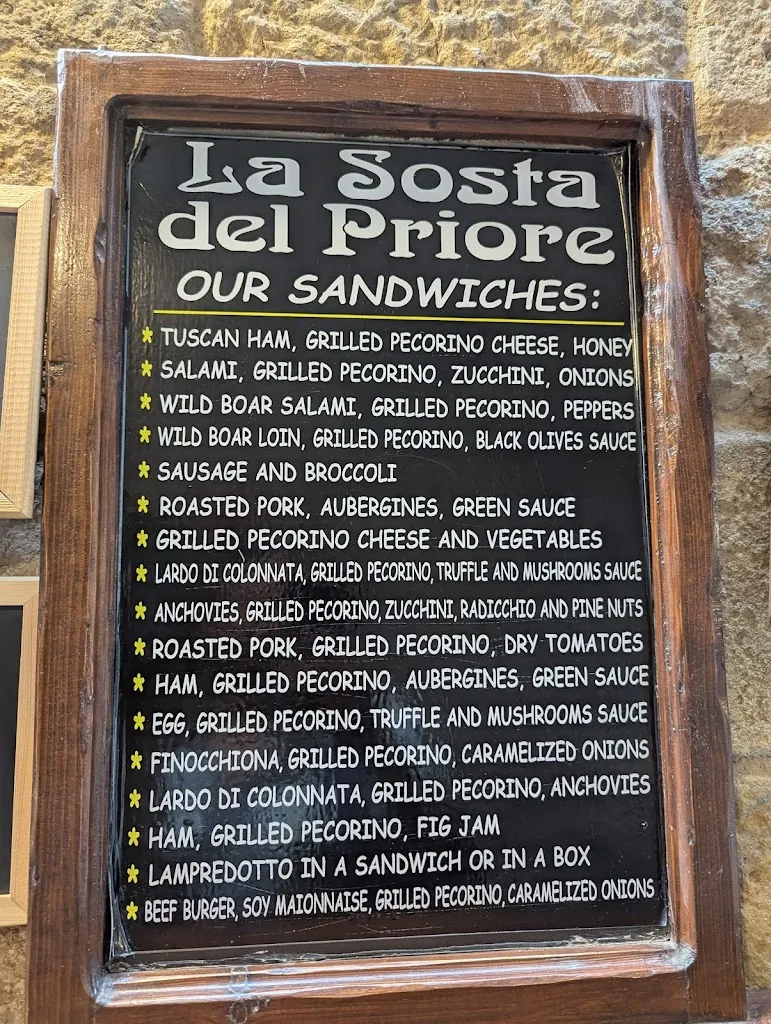 La Sosta
del Priore
OUR SANDWICHES:
* TUSCAN HAM, GRILLED PECORINO CHEESE, HONEY
* SALAMI, GRILLED PECORINO, ZUCCHINI, ONIONS
* WILD BOAR SALAMI, GRILLED PECORINO, PEPPERS
* WILD BOAR LOIN, GRILLED PECORINO, BLACK OLIVES SAUCE
* SAUSAGE AND BROCCOLI
* ROASTED PORK, AUBERGINES, GREEN SAUCE
* GRILLED PECORINO CHEESE AND VEGETABLES
* LARDO DI COLONNATA, GRILLED PECORINO, TRUFFLE AND MUSHROOMS SAUCE
* ANCHOVIES, GRILLED PECORINO, ZUCCHINI, RADICCHIO AND PINE NUTS
* ROASTED PORK, GRILLED PECORINO, DRY TOMATOES
* HAM, GRILLED PECORINO, AUBERGINES, GREEN SAUCE
* EGG, GRILLED PECORINO, TRUFFLE AND MUSHROOMS SAUCE
* FINOCCHIONA, GRILLED PECORINO, CARAMELIZED ONIONS
* LARDO DI COLONNATA, GRILLED PECORINO, ANCHOVIES
* HAM, GRILLED PECORINO, FIG JAM
* LAMPREDOTTO IN A SANDWICH OR IN A BOX
* BEEF BURGER, SOY MAIONNAISE, GRILLED PECORINO, CARAMELIZED ONIONS